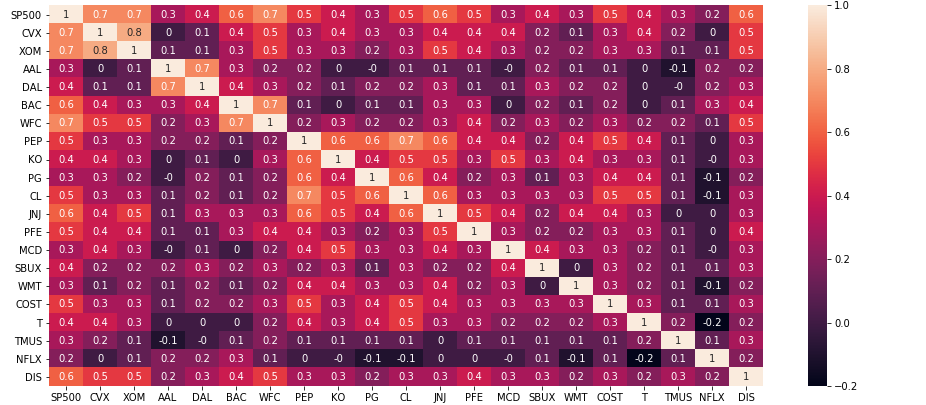 SP500 1 0.7 0.7 0.3 0.4 0.6 0.7 0.5 0.4 0.3 0.5 0.6 0.5 0.3 0.4 0.3 0.5 0.4 0.3 0.2 0.6
CVX 0.7 1 0.8 0 0.1 0.4 0.5 0.3 0.4 0.3 0.3 0.4 0.4 0.4 0.2 0.1 0.3 0.4 0.2 0 0.5
XOM 0.7 0.8 1 0.1 0.1 0.3 0.5 0.3 0.3 0.2 0.3 0.5 0.4 0.3 0.2 0.2 0.3 0.3 0.1 0.1 0.5
AAL 0.3 0 0.1 1 0.7 0.3 0.2 0.2 0 -0 0.1 0.1 0.1 -0 0.2 0.1 0.1 0 -0.1 0.2 0.2
DAL 0.4 0.1 0.1 0.7 1 0.4 0.3 0.2 0.1 0.2 0.2 0.3 0.1 0.1 0.3 0.2 0.2 0 -0 0.2 0.3
BAC 0.6 0.4 0.3 0.3 0.4 1 0.7 0.1 0 0.1 0.1 0.3 0.3 0 0.2 0.1 0.2 0 0.1 0.3 0.4
WFC 0.7 0.5 0.5 0.2 0.3 0.7 1 0.2 0.3 0.2 0.2 0.3 0.4 0.2 0.3 0.2 0.3 0.2 0.2 0.1 0.5
PEP 0.5 0.3 0.3 0.2 0.2 0.1 0.2 1 0.6 0.6 0.7 0.6 0.4 0.4 0.2 0.4 0.5 0.4 0.1 0 0.3
KO 0.4 0.4 0.3 0 0.1 0 0.3 0.6 1 0.4 0.5 0.5 0.3 0.5 0.3 0.4 0.3 0.3 0.1 -0 0.3
PG 0.3 0.3 0.2 -0 0.2 0.1 0.2 0.6 0.4 1 0.6 0.4 0.2 0.3 0.1 0.3 0.4 0.4 0.1 -0.1 0.2
CL 0.5 0.3 0.3 0.1 0.2 0.1 0.2 0.7 0.5 0.6 1 0.6 0.3 0.3 0.3 0.3 0.5 0.5 0.1 -0.1 0.3
JNJ 0.6 0.4 0.5 0.1 0.3 0.3 0.3 0.6 0.5 0.4 0.6 1 0.5 0.4 0.2 0.4 0.4 0.3 0 0 0.3
PFE 0.5 0.4 0.4 0.1 0.1 0.3 0.4 0.4 0.3 0.2 0.3 0.5 1 0.3 0.2 0.2 0.3 0.3 0.1 0 0.4
MCD 0.3 0.4 0.3 -0 0.1 0 0.2 0.4 0.5 0.3 0.3 0.4 0.3 1 0.4 0.3 0.3 0.2 0.1 -0 0.3
SBUX 0.4 0.2 0.2 0.2 0.3 0.2 0.3 0.2 0.3 0.1 0.3 0.2 0.2 0.4 1 0 0.3 0.2 0.1 0.1 0.3
WMT 0.3 0.1 0.2 0.1 0.2 0.1 0.2 0.4 0.4 0.3 0.3 0.4 0.2 0.3 0 1 0.3 0.2 0.1 -0.1 0.2
COST 0.5 0.3 0.3 0.1 0.2 0.2 0.3 0.5 0.3 0.4 0.5 0.4 0.3 0.3 0.3 0.3 1 0.3 0.1 0.1 0.3
T 0.4 0.4 0.3 0 0 0 0.2 0.4 0.3 0.4 0.5 0.3 0.3 0.2 0.2 0.2 0.3 1 0.2 -0.2 0.2
TMUS 0.3 0.2 0.1 -0.1 -0 0.1 0.2 0.1 0.1 0.1 0.1 0 0.1 0.1 0.1 0.1 0.1 0.2 1 0.1 0.3
NFLX 0.2 0 0.1 0.2 0.2 0.3 0.1 0 -0 -0.1 -0.1 0 0 -0 0.1 -0.1 0.1 -0.2 0.1 1 0.2
DIS 0.6 0.5 0.5 0.2 0.3 0.4 0.5 0.3 0.3 0.2 0.3 0.3 0.4 0.3 0.3 0.2 0.3 0.2 0.3 0.2 1
SP500 CVX XOM AAL DAL BAC WFC PEP KO PG CL JNJ PFE MCD SBUX WMT COST T TMUS NFLX DIS
1.0
0.8
0.6
0.4
0.2
0.0
−0.2